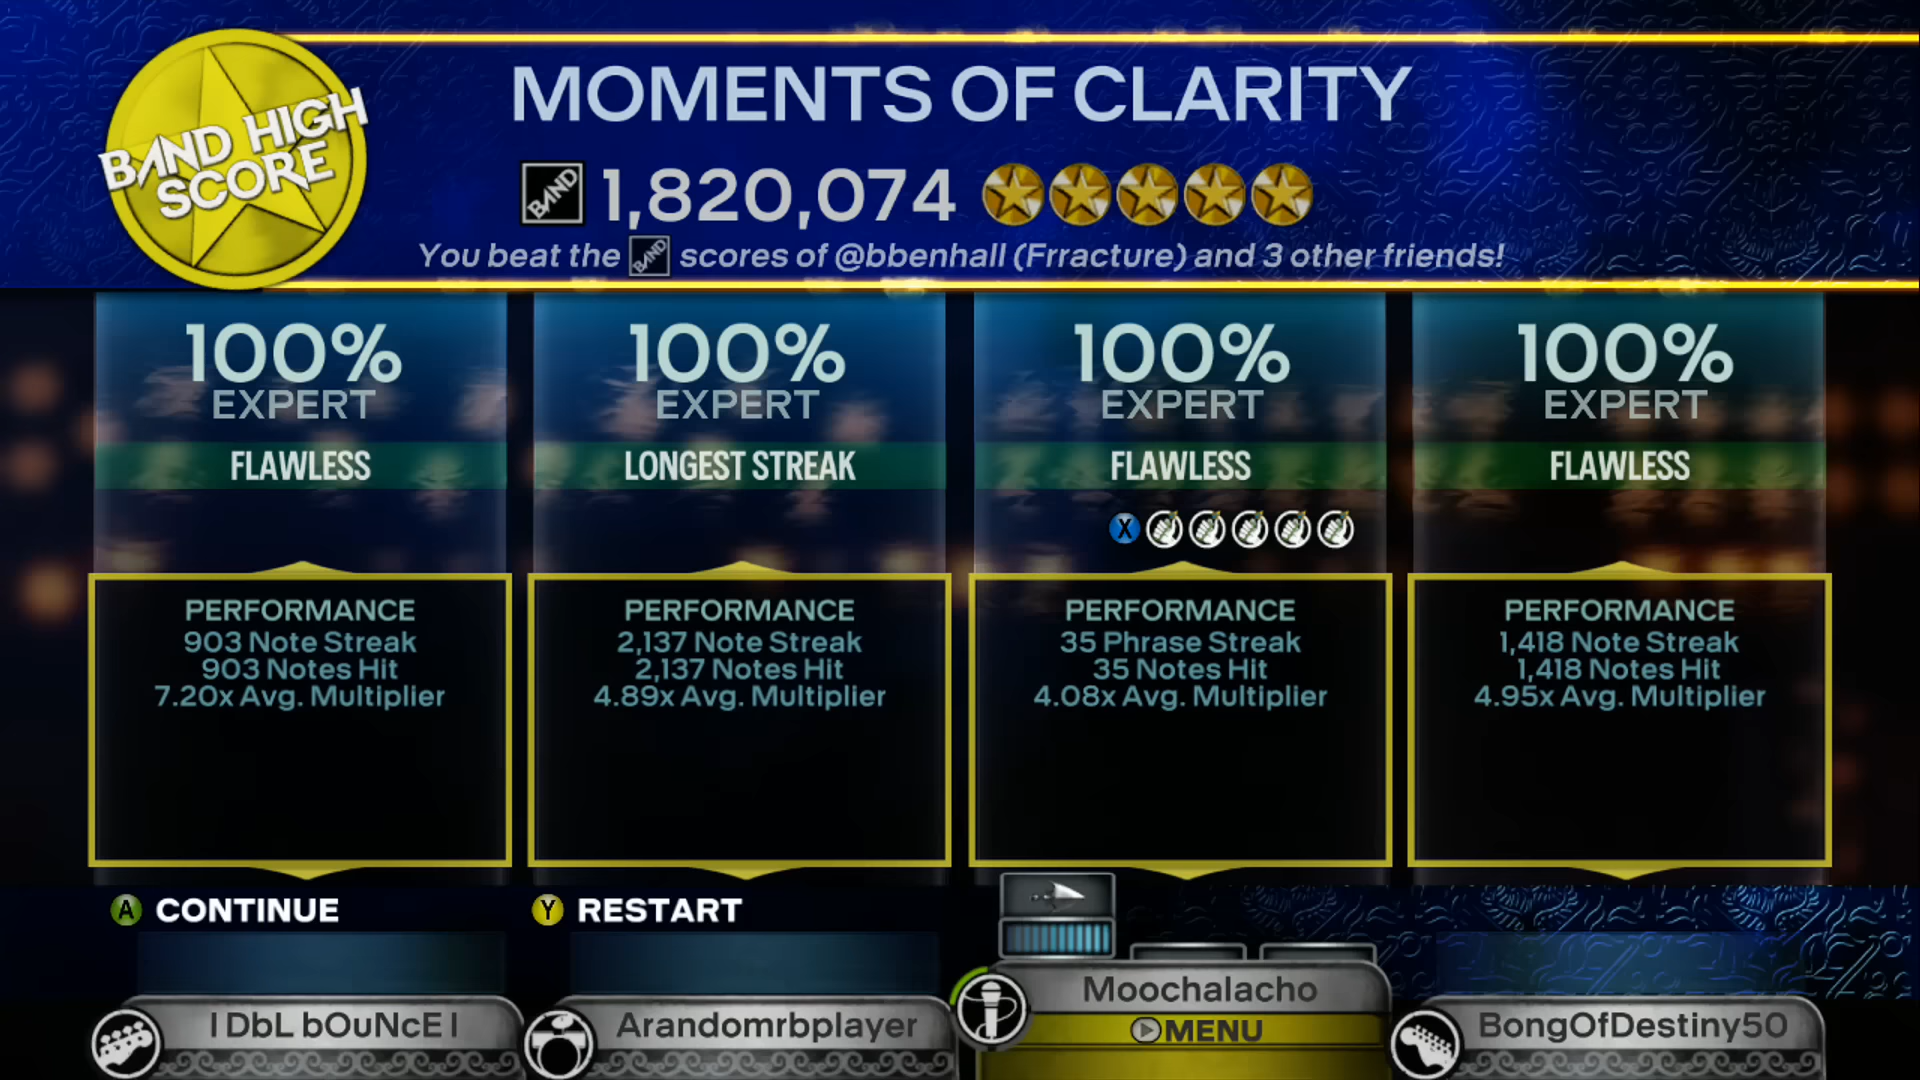 BAND HIGH SCORE
MOMENTS OF CLARITY
BAND 1,820,074
You beat the BAND scores of @bbenhall (Frracture) and 3 other friends!
100%
EXPERT
FLAWLESS
PERFORMANCE
903 Note Streak
903 Notes Hit
7.20x Avg. Multiplier
100%
EXPERT
LONGEST STREAK
PERFORMANCE
2,137 Note Streak
2,137 Notes Hit
4.89x Avg. Multiplier
100%
EXPERT
FLAWLESS
X
PERFORMANCE
35 Phrase Streak
35 Notes Hit
4.08x Avg. Multiplier
100%
EXPERT
FLAWLESS
PERFORMANCE
1,418 Note Streak
1,418 Notes Hit
4.95x Avg. Multiplier
A CONTINUE
Y RESTART
I DbL bOuNcE I
Arandomrbplayer
Moochalacho
MENU
BongOfDestiny50